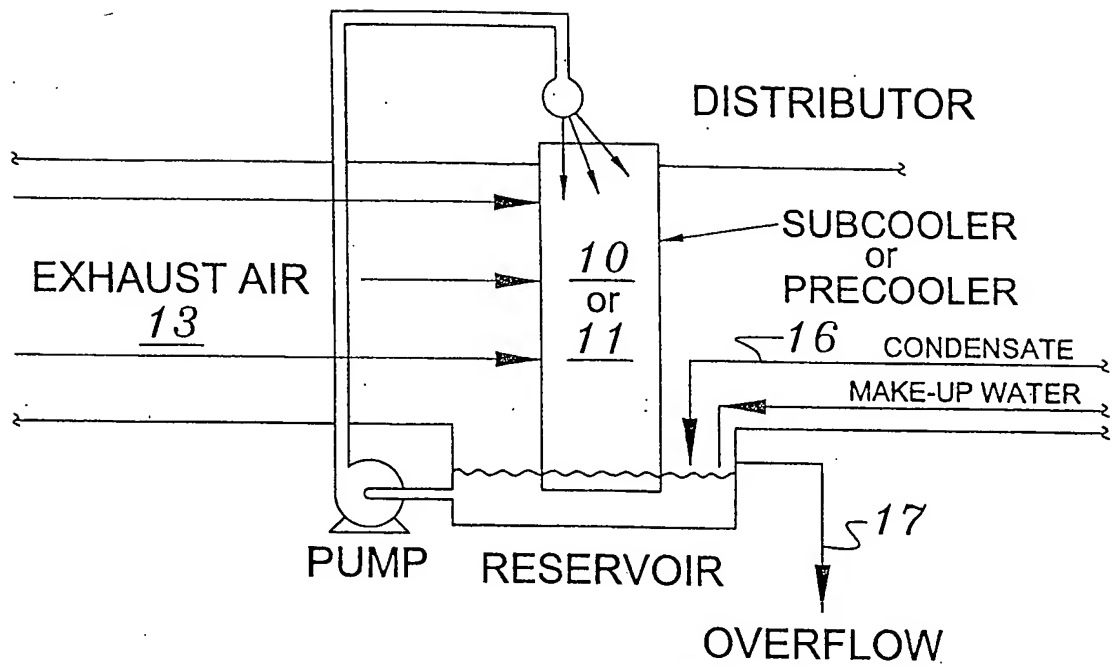 DISTRIBUTOR
SUBCOOLER
or
PRECOOLER
EXHAUST AIR
13
10
or
11
16
CONDENSATE
MAKE-UP WATER
17
PUMP
RESERVOIR
OVERFLOW